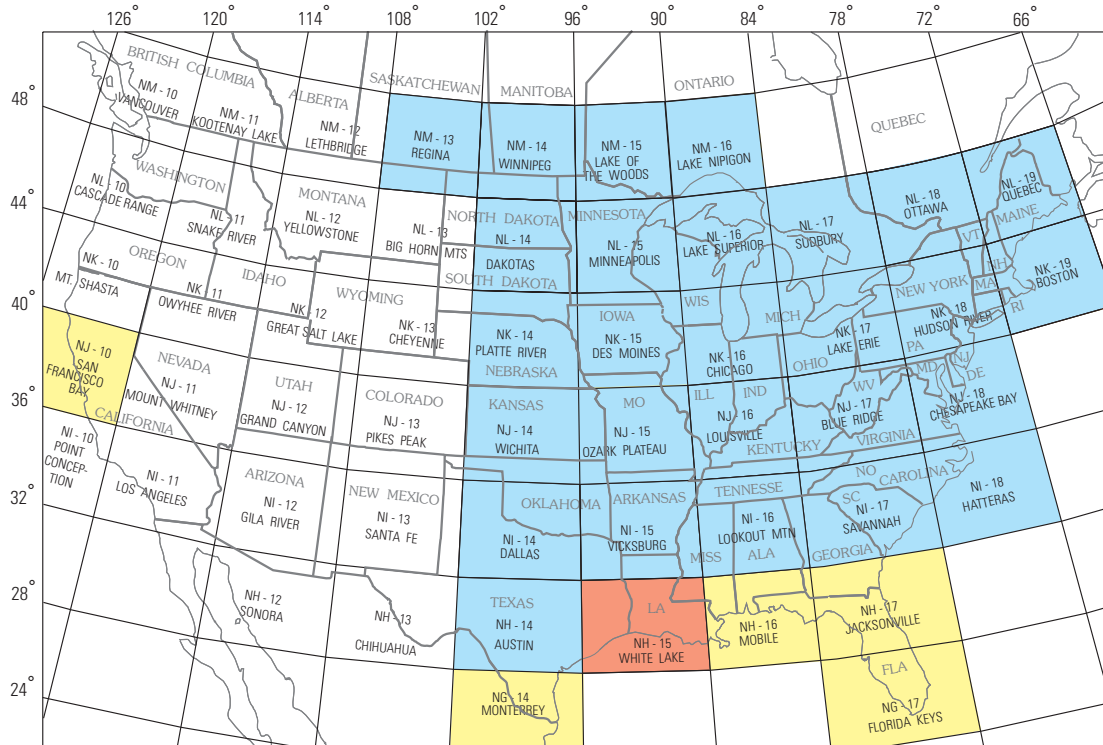 126° 120° 114° 108° 102° 96° 90° 84° 78° 72° 66°
48°
44°
40°
36°
32°
28°
24°
BRITISH COLUMBIA
ALBERTA
SASKATCHEWAN
MANITOBA
ONTARIO
QUEBEC
NM - 10
VANCOUVER
NM - 11
KOOTENAY LAKE
NM - 12
LETHBRIDGE
NM - 13
REGINA
NM - 14
WINNIPEG
NM - 15
LAKE OF
THE WOODS
NM - 16
LAKE NIPIGON
WASHINGTON
MONTANA
NORTH DAKOTA
MINNESOTA
VT
MAINE
NL - 10
CASCADE RANGE
NL - 11
SNAKE RIVER
NL - 12
YELLOWSTONE
NL - 13
BIG HORN MTS
NL - 14
DAKOTAS
NL - 15
MINNEAPOLIS
NL - 16
LAKE SUPERIOR
NL - 17
SUDBURY
NL - 18
OTTAWA
NL - 19
QUEBEC
OREGON
IDAHO
WYOMING
SOUTH DAKOTA
WIS
MICH
NEW YORK
NH
MA
RI
NK - 10
MT. SHASTA
NK - 11
OWYHEE RIVER
NK - 12
GREAT SALT LAKE
NK - 13
CHEYENNE
NK - 14
PLATTE RIVER
NEBRASKA
IOWA
NK - 15
DES MOINES
NK - 16
CHICAGO
NK - 17
LAKE ERIE
NK - 18
HUDSON RIVER
NK - 19
BOSTON
OHIO
PA
NJ
MD
DE
NJ - 10
SAN
FRANCISCO
BAY
CALIFORNIA
NEVADA
NJ - 11
MOUNT WHITNEY
UTAH
NJ - 12
GRAND CANYON
COLORADO
NJ - 13
PIKES PEAK
KANSAS
NJ - 14
WICHITA
MO
NJ - 15
OZARK PLATEAU
ILL
IND
NJ - 16
LOUISVILLE
KENTUCKY
WV
NJ - 17
BLUE RIDGE
VIRGINIA
NJ - 18
CHESAPEAKE BAY
NI - 10
POINT
CONCEP-
TION
NI - 11
LOS ANGELES
ARIZONA
NI - 12
GILA RIVER
NEW MEXICO
NI - 13
SANTA FE
OKLAHOMA
NI - 14
DALLAS
ARKANSAS
NI - 15
VICKSBURG
TENNESSE
NI - 16
LOOKOUT MTN
MISS
ALA
GEORGIA
NO
CAROLINA
SC
NI - 17
SAVANNAH
NI - 18
HATTERAS
NH - 12
SONORA
NH - 13
CHIHUAHUA
TEXAS
NH - 14
AUSTIN
LA
NH - 15
WHITE LAKE
NH - 16
MOBILE
NH - 17
JACKSONVILLE
FLA
NG - 14
MONTERREY
NG - 17
FLORIDA KEYS